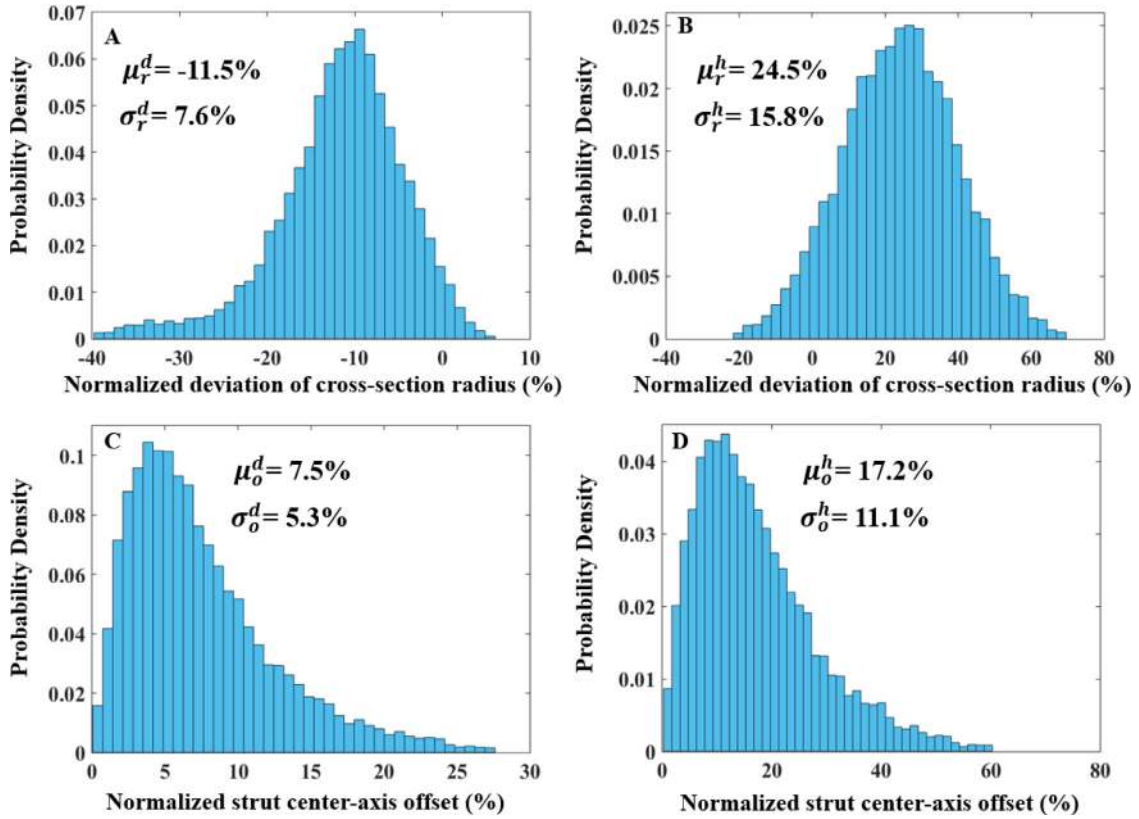 A
μ_r^d = -11.5%
σ_r^d = 7.6%
Probability Density
0.07
0.06
0.05
0.04
0.03
0.02
0.01
0
-40 -30 -20 -10 0 10
Normalized deviation of cross-section radius (%)
B
μ_r^h = 24.5%
σ_r^h = 15.8%
Probability Density
0.025
0.02
0.015
0.01
0.005
0
-40 -20 0 20 40 60 80
Normalized deviation of cross-section radius (%)
C
μ_o^d = 7.5%
σ_o^d = 5.3%
Probability Density
0.1
0.08
0.06
0.04
0.02
0
0 5 10 15 20 25 30
Normalized strut center-axis offset (%)
D
μ_o^h = 17.2%
σ_o^h = 11.1%
Probability Density
0.04
0.03
0.02
0.01
0
0 20 40 60 80
Normalized strut center-axis offset (%)